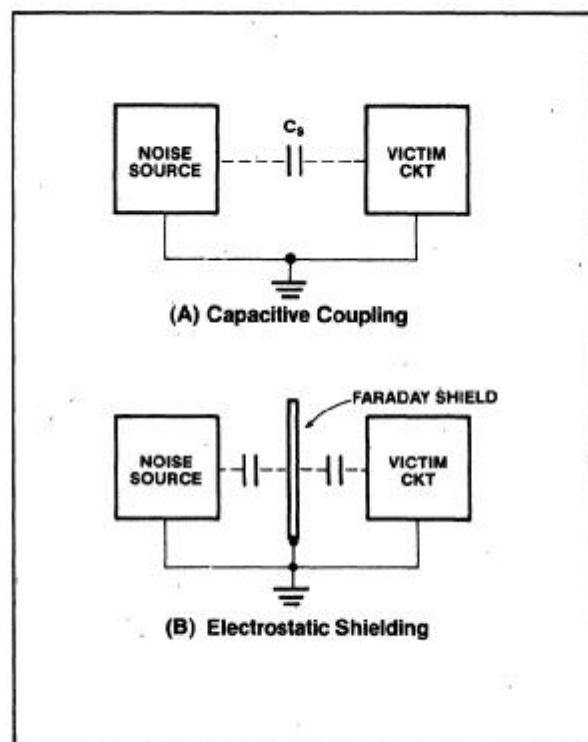 Cs
NOISE
SOURCE
VICTIM
CKT
(A) Capacitive Coupling
FARADAY SHIELD
NOISE
SOURCE
VICTIM
CKT
(B) Electrostatic Shielding